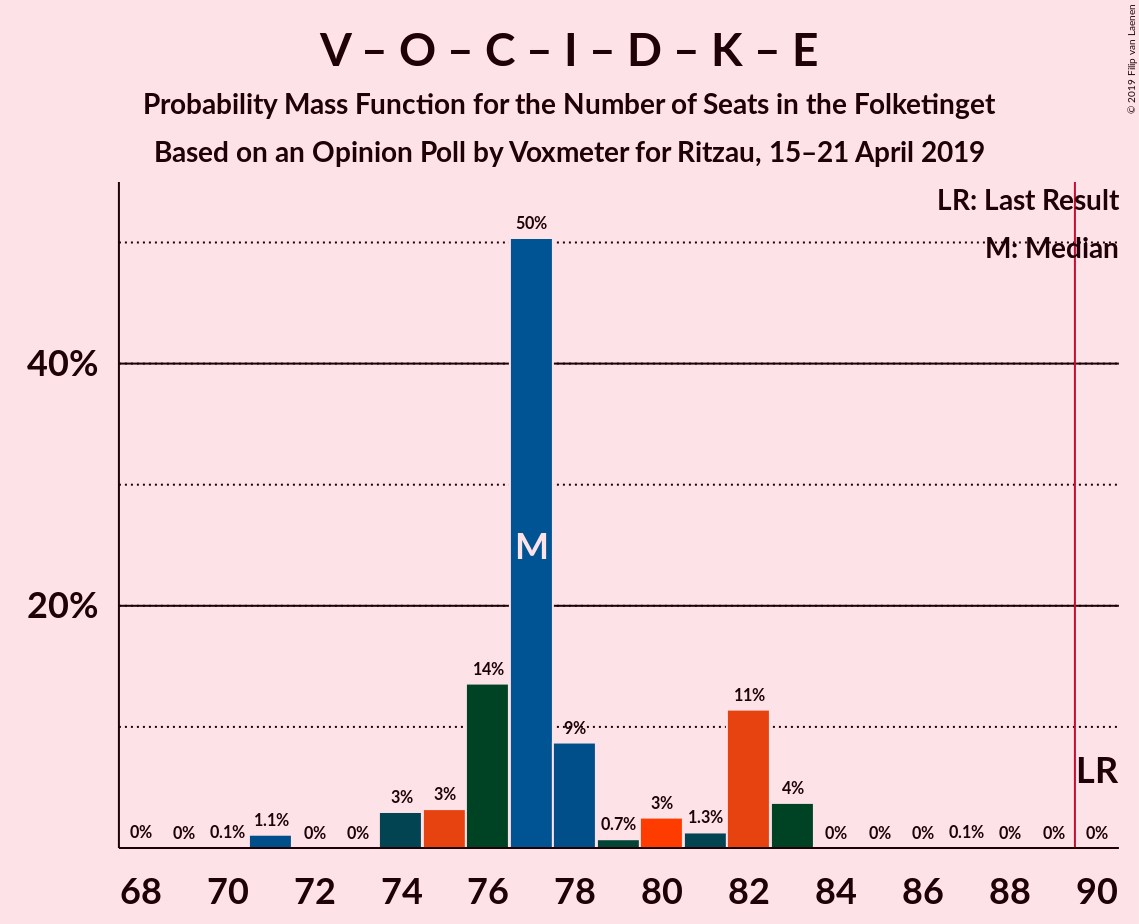 V – O – C – I – D – K – E
Probability Mass Function for the Number of Seats in the Folketinget
Based on an Opinion Poll by Voxmeter for Ritzau, 15–21 April 2019
© 2019 Filip van Laenen
LR: Last Result
M: Median
50%
40%
M
20%
14%
11%
9%
LR
0% 0% 0.1% 1.1% 0% 0% 3% 3% 0.7% 3% 1.3% 4% 0% 0% 0% 0.1% 0% 0% 0%
68 70 72 74 76 78 80 82 84 86 88 90